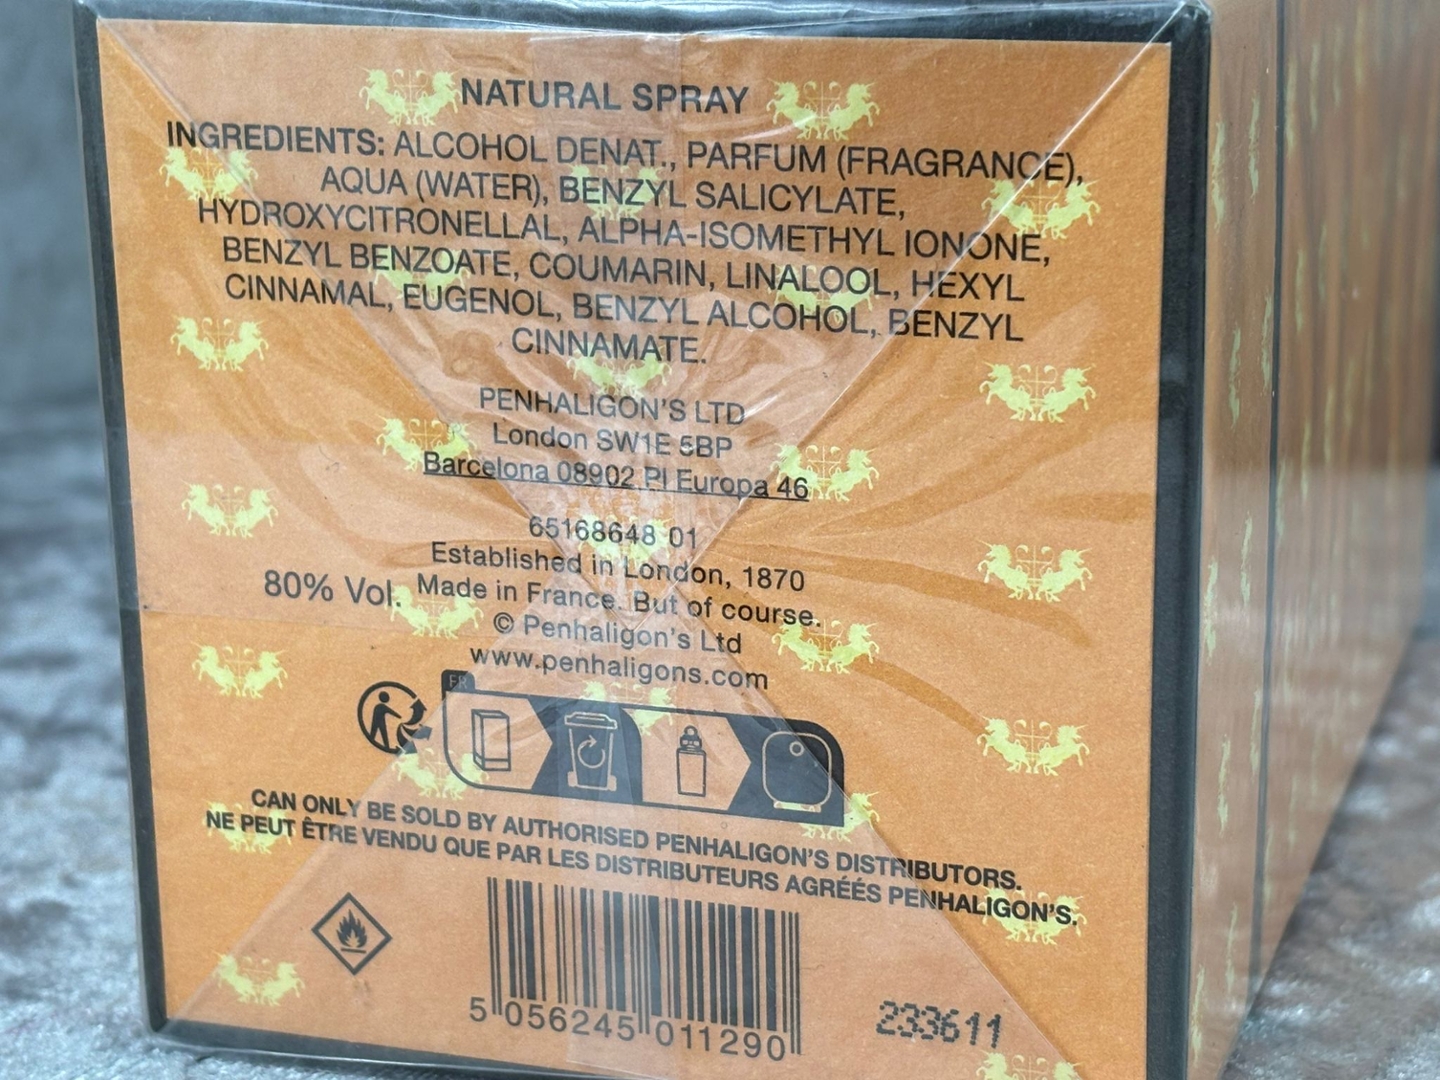 NATURAL SPRAY
INGREDIENTS: ALCOHOL DENAT., PARFUM (FRAGRANCE),
AQUA (WATER), BENZYL SALICYLATE,
HYDROXYCITRONELLAL, ALPHA-ISOMETHYL IONONE,
BENZYL BENZOATE, COUMARIN, LINALOOL, HEXYL
CINNAMAL, EUGENOL, BENZYL ALCOHOL, BENZYL
CINNAMATE.
PENHALIGON'S LTD
London SW1E 5BP
Barcelona 08902 Pl Europa 46
65168648 01
Established in London, 1870
80% Vol. Made in France. But of course.
© Penhaligon's Ltd
www.penhaligons.com
FR
CAN ONLY BE SOLD BY AUTHORISED PENHALIGON'S DISTRIBUTORS.
NE PEUT ÊTRE VENDU QUE PAR LES DISTRIBUTEURS AGRÉÉS PENHALIGON'S.
5 056245 011290
233611